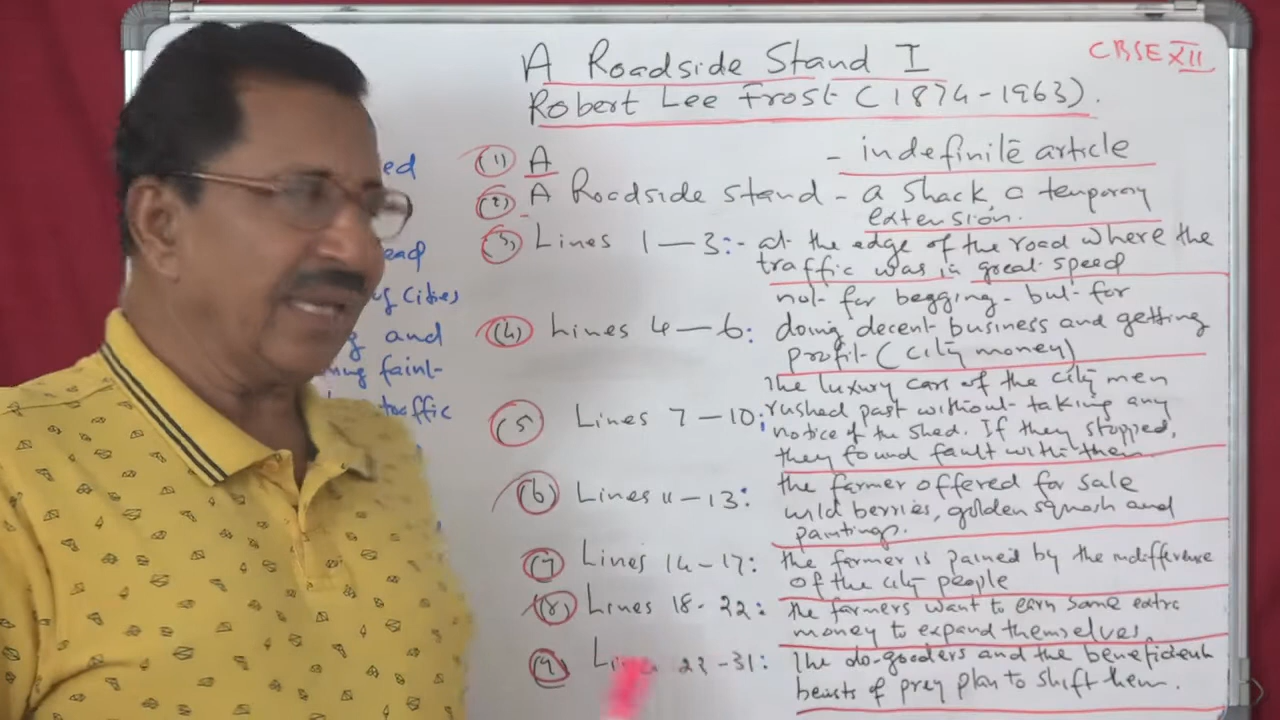 A Roadside Stand I
CBSE XII
Robert Lee Frost (1874-1963).
(1) A - indefinite article
(2) A Roadside stand - a shack, a temporary
extension.
(3) Lines 1-3:- at the edge of the road where the
traffic was in great speed
not for begging - but for
(4) Lines 4-6: doing decent business and getting
profit (city money)
The luxury cars of the city men
(5) Lines 7-10: rushed past without taking any
notice of the shed. If they stopped,
they found fault with them
(6) Lines 11-13: the farmer offered for sale
wild berries, golden squash and
paintings.
(7) Lines 14-17: the farmer is pained by the indifference
of the city people
(8) Lines 18-22: the farmers want to earn some extra
money to expand themselves
(9) 23-31: The do-gooders and the beneficient
beasts of prey plan to shift them.
ed
ead
of cities
and
faint-
traffic